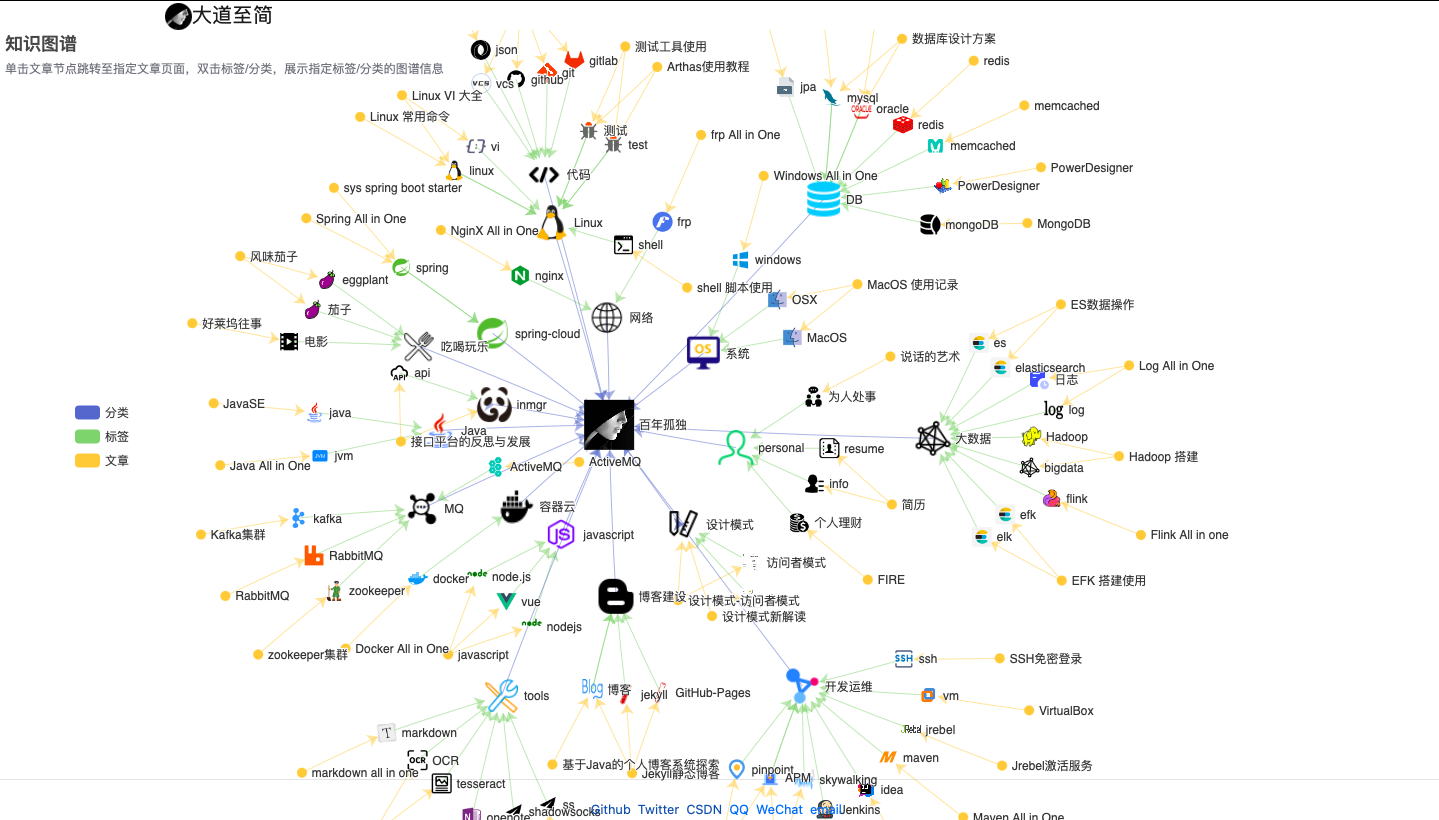 大道至简
知识图谱
单击文章节点跳转至指定文章页面，双击标签/分类，展示指定标签/分类的图谱信息
json
gitlab
测试工具使用
数据库设计方案
git
github
vcs
Arthas使用教程
redis
jpa
mysql
oracle
Linux VI 大全
memcached
Linux 常用命令
redis
测试
frp All in One
test
memcached
vi
linux
代码
Windows All in One
PowerDesigner
PowerDesigner
sys spring boot starter
DB
Spring All in One
Linux
frp
mongoDB
MongoDB
NginX All in One
shell
风味茄子
spring
windows
eggplant
nginx
shell 脚本使用
MacOS 使用记录
OSX
茄子
网络
ES数据操作
好莱坞往事
电影
spring-cloud
MacOS
吃喝玩乐
系统
es
说话的艺术
elasticsearch
Log All in One
api
日志
JavaSE
java
inmgr
为人处事
log
分类
Java
百年孤独
标签
接口平台的反思与发展
大数据
Hadoop
文章
jvm
personal
resume
Java All in One
ActiveMQ
ActiveMQ
bigdata
Hadoop 搭建
info
flink
MQ
容器云
简历
kafka
设计模式
个人理财
efk
Kafka集群
javascript
elk
Flink All in one
RabbitMQ
访问者模式
docker
node.js
FIRE
EFK 搭建使用
RabbitMQ
zookeeper
vue
博客建设
设计模式-访问者模式
设计模式新解读
nodejs
zookeeper集群
Docker All in One
javascript
ssh
SSH免密登录
tools
博客
jekyll
GitHub-Pages
开发运维
vm
VirtualBox
markdown
jrebel
OCR
maven
markdown all in one
基于Java的个人博客系统探索
Jekyll静态博客
pinpoint
Jrebel激活服务
tesseract
APM
skywalking
idea
onenote
shadowsocks
ss
Github Twitter CSDN QQ WeChat email
Jenkins
Maven All in One